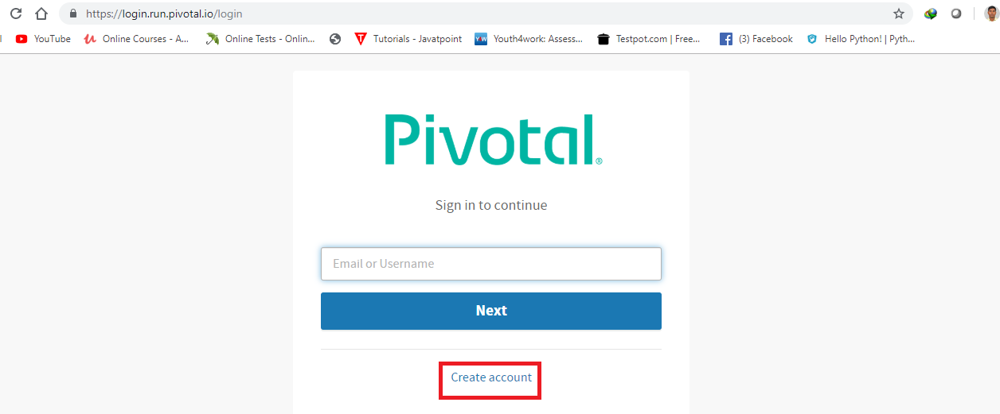 https://login.run.pivotal.io/login
YouTube Online Courses - A... Online Tests - Onlin... Tutorials - Javatpoint Youth4work: Assess... Testpot.com | Free... (3) Facebook Hello Python! | Pyth...
Pivotal®
Sign in to continue
Email or Username
Next
Create account